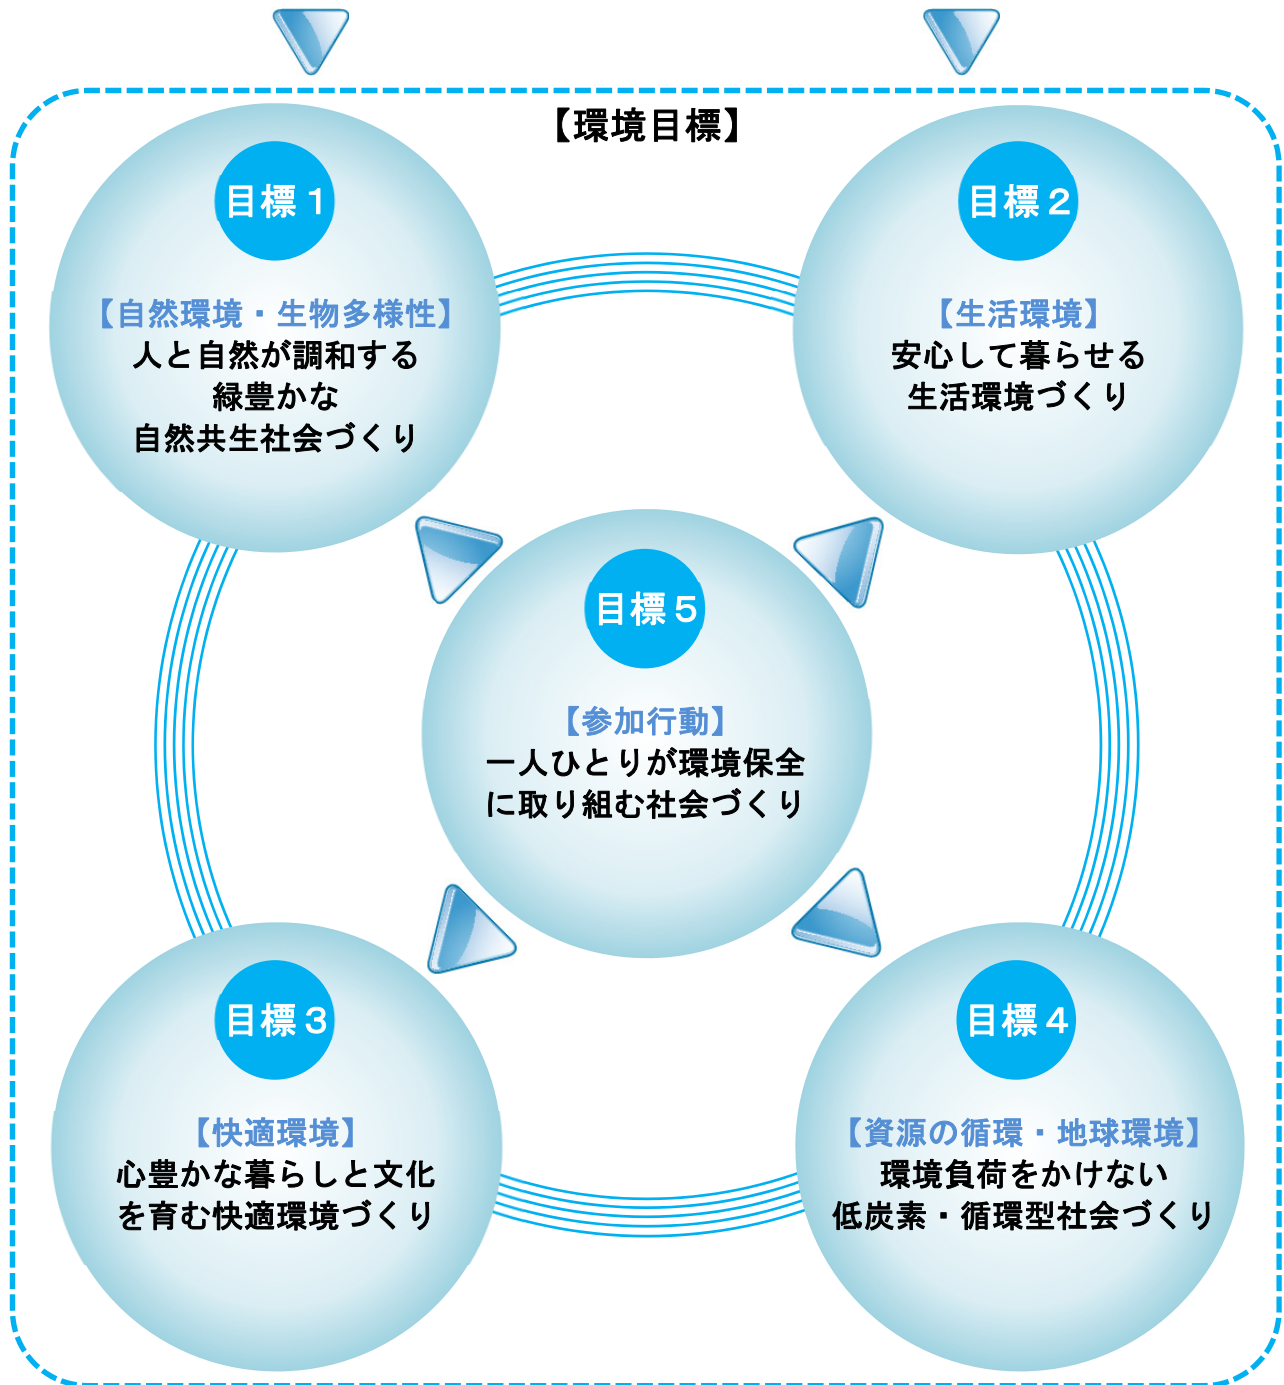 【環境目標】
目標１
【自然環境・生物多様性】
人と自然が調和する
緑豊かな
自然共生社会づくり
目標２
【生活環境】
安心して暮らせる
生活環境づくり
目標５
【参加行動】
一人ひとりが環境保全
に取り組む社会づくり
目標３
【快適環境】
心豊かな暮らしと文化
を育む快適環境づくり
目標４
【資源の循環・地球環境】
環境負荷をかけない
低炭素・循環型社会づくり